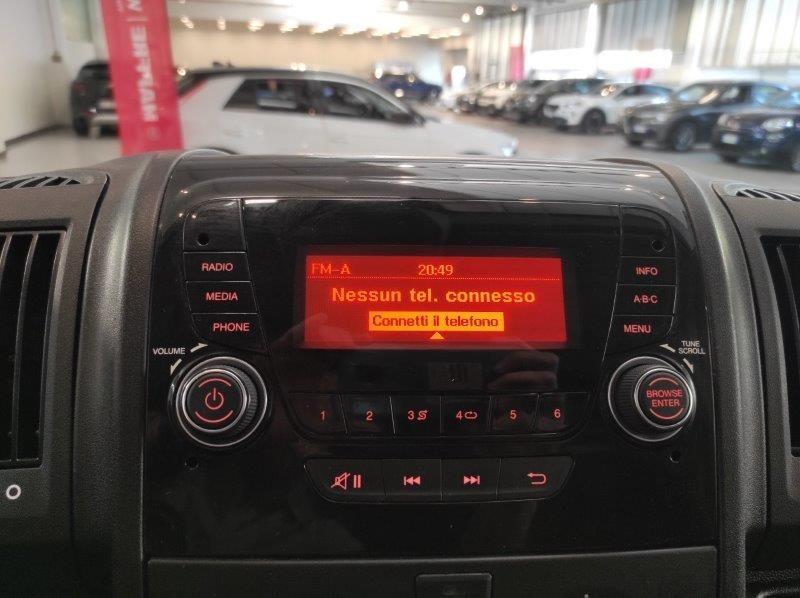 FM-A 20:49
Nessun tel. connesso
Connetti il telefono
RADIO
MEDIA
PHONE
INFO
A·B·C
MENU
VOLUME
TUNE
SCROLL
BROWSE
ENTER
1 2 3 4 5 6